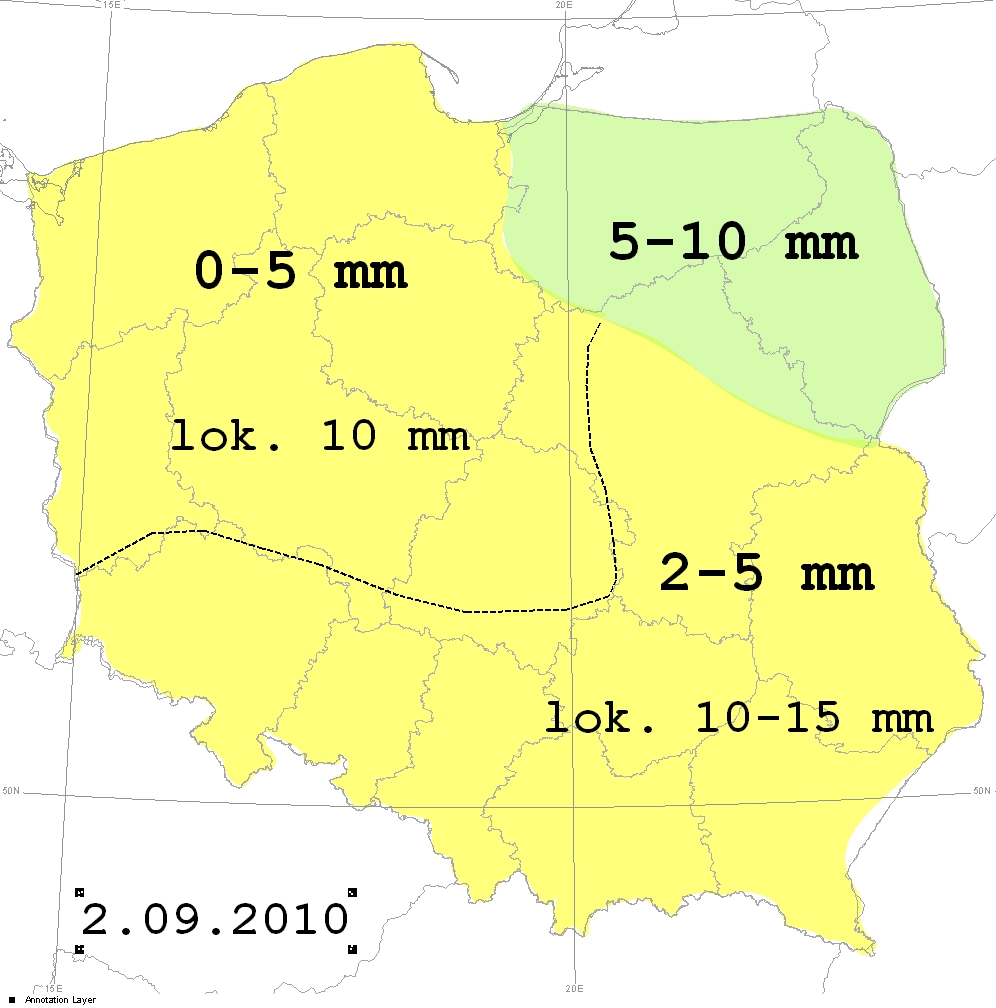 15E
20E
5-10 mm
0-5 mm
lok. 10 mm
2-5 mm
lok. 10-15 mm
50N
50N
2.09.2010
15E
20E
Annotation Layer